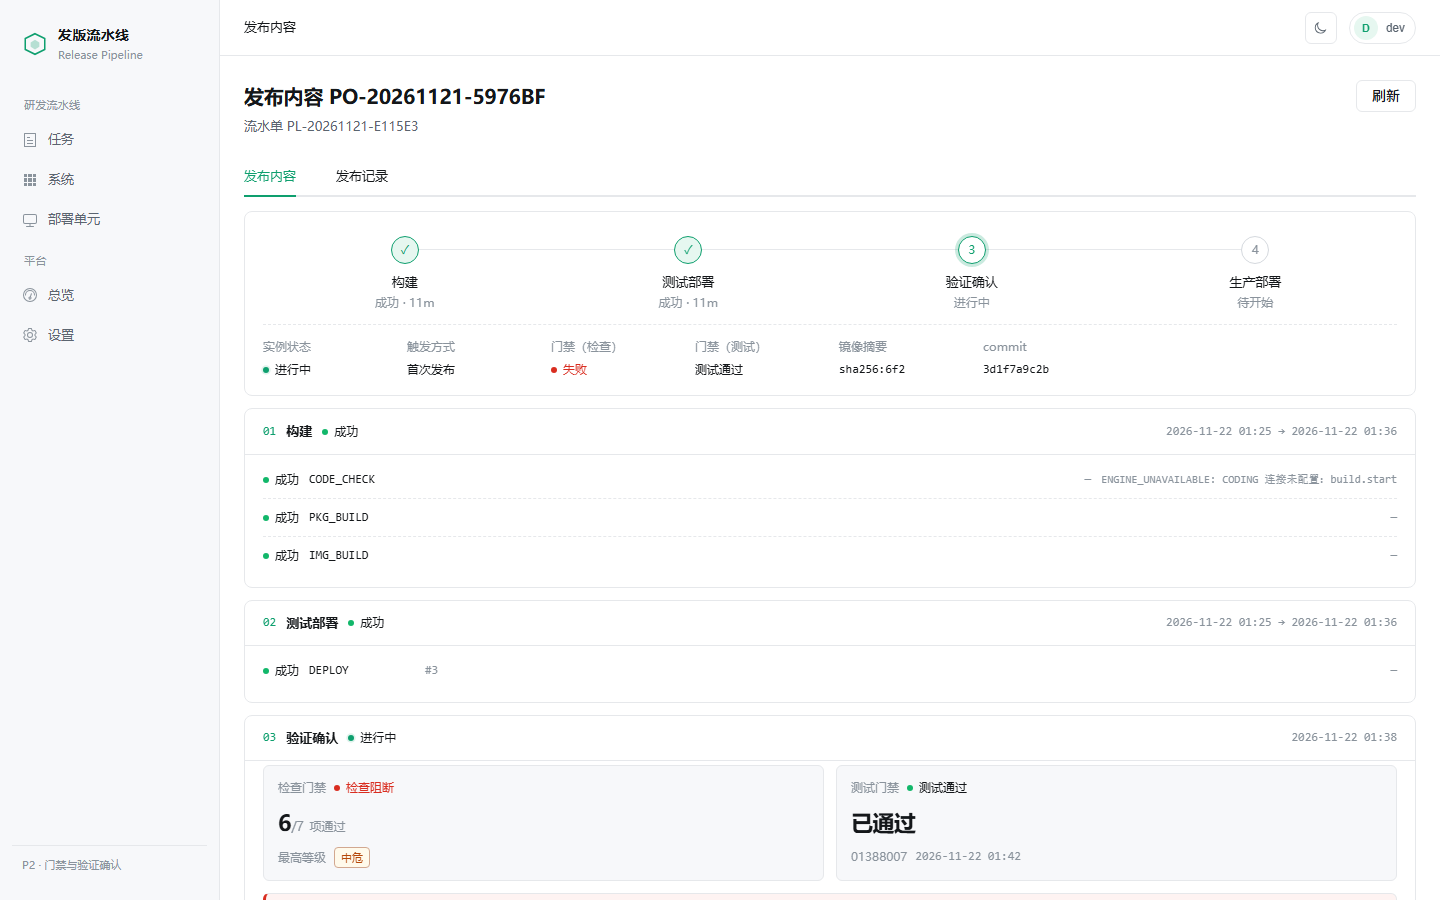 发版流水线
Release Pipeline
研发流水线
任务
系统
部署单元
平台
总览
设置
P2 · 门禁与验证确认
发布内容
D dev
发布内容 PO-20261121-5976BF
刷新
流水单 PL-20261121-E115E3
发布内容 发布记录
✓ ✓ 3 4
构建 测试部署 验证确认 生产部署
成功 · 11m 成功 · 11m 进行中 待开始
实例状态 触发方式 门禁（检查） 门禁（测试） 镜像摘要 commit
进行中 首次发布 失败 测试通过 sha256:6f2 3d1f7a9c2b
01 构建 成功 2026-11-22 01:25 → 2026-11-22 01:36
成功 CODE_CHECK — ENGINE_UNAVAILABLE: CODING 连接未配置: build.start
成功 PKG_BUILD —
成功 IMG_BUILD —
02 测试部署 成功 2026-11-22 01:25 → 2026-11-22 01:36
成功 DEPLOY #3 —
03 验证确认 进行中 2026-11-22 01:38
检查门禁 检查阻断
6/7 项通过
最高等级 中危
测试门禁 测试通过
已通过
01388007 2026-11-22 01:42